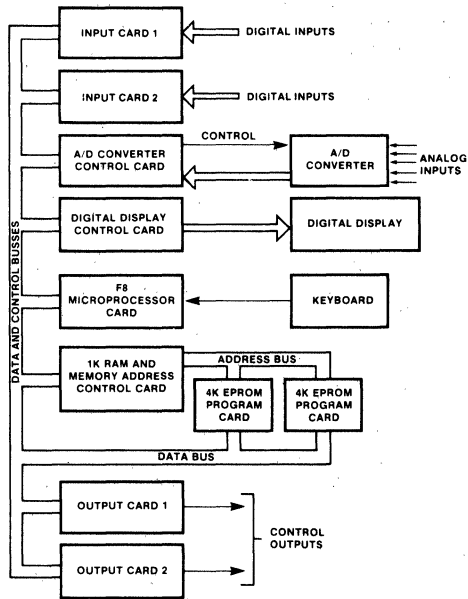 INPUT CARD 1
DIGITAL INPUTS
INPUT CARD 2
DIGITAL INPUTS
CONTROL
A/D CONVERTER
CONTROL CARD
A/D
CONVERTER
ANALOG
INPUTS
DIGITAL DISPLAY
CONTROL CARD
DIGITAL DISPLAY
DATA AND CONTROL BUSSES
F8
MICROPROCESSOR
CARD
KEYBOARD
1K RAM AND
MEMORY ADDRESS
CONTROL CARD
ADDRESS BUS
4K EPROM
PROGRAM
CARD
4K EPROM
PROGRAM
CARD
DATA BUS
OUTPUT CARD 1
OUTPUT CARD 2
CONTROL
OUTPUTS